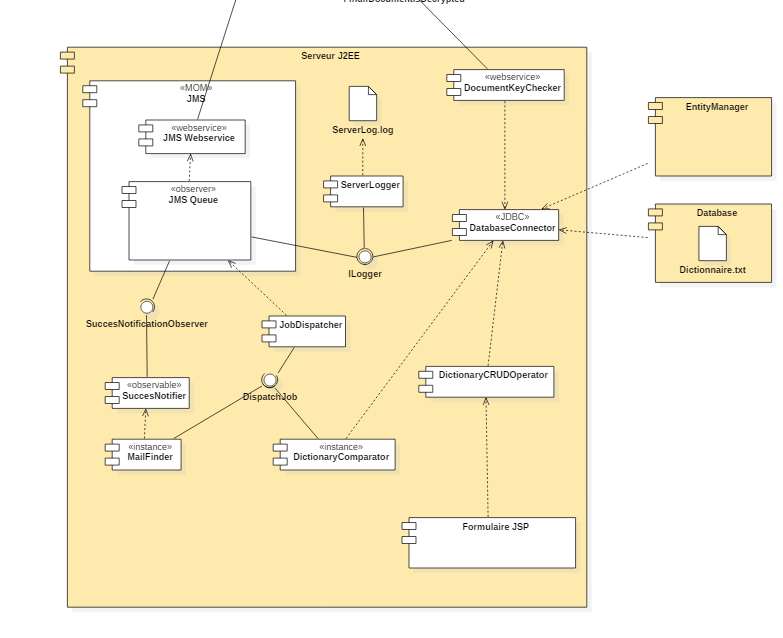 FmailDocumentIsDecrypted
Serveur J2EE
«MOM»
JMS
«webservice»
JMS Webservice
«observer»
JMS Queue
ServerLog.log
ServerLogger
«webservice»
DocumentKeyChecker
EntityManager
«JDBC»
DatabaseConnector
Database
Dictionnaire.txt
ILogger
SuccesNotificationObserver
JobDispatcher
DispatchJob
«observable»
SuccesNotifier
DictionaryCRUDOperator
«instance»
MailFinder
«instance»
DictionaryComparator
Formulaire JSP